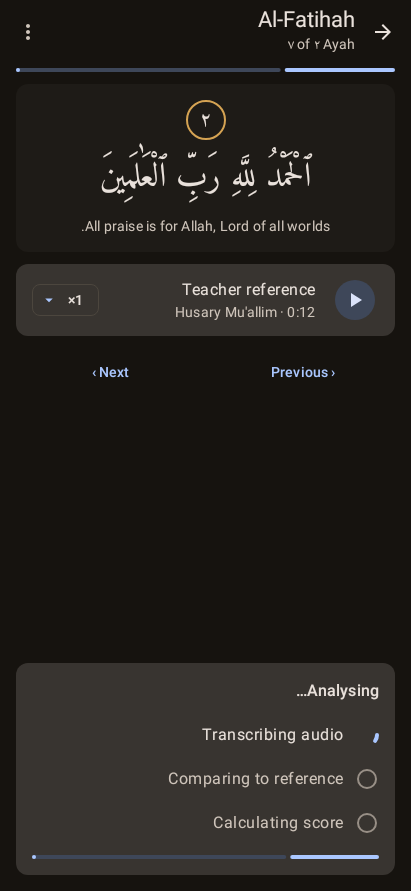 Al-Fatihah
Ayah ٢ of ٧
٢
ٱلْحَمْدُ لِلَّهِ رَبِّ ٱلْعَٰلَمِينَ
All praise is for Allah, Lord of all worlds.
Teacher reference
Husary Mu'allim · 0:12
×1
Previous ›
‹ Next
Analysing…
Transcribing audio
Comparing to reference
Calculating score